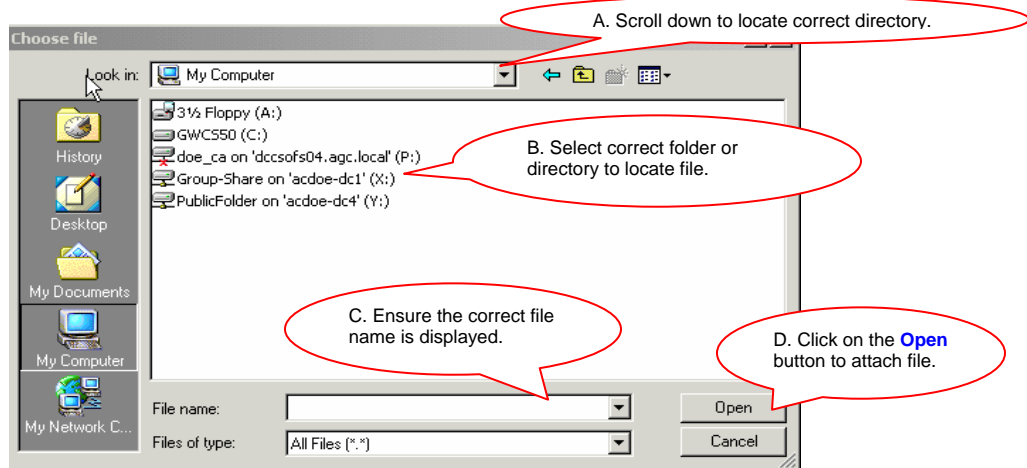 A. Scroll down to locate correct directory.
Choose file
Look in:
My Computer
3½ Floppy (A:)
GWCS50 (C:)
doe_ca on 'dccsofs04.agc.local' (P:)
Group-Share on 'acdoe-dc1' (X:)
PublicFolder on 'acdoe-dc4' (Y:)
B. Select correct folder or
directory to locate file.
History
Desktop
My Documents
My Computer
My Network C...
C. Ensure the correct file
name is displayed.
D. Click on the Open
button to attach file.
File name:
Open
Files of type:
All Files (*.*)
Cancel